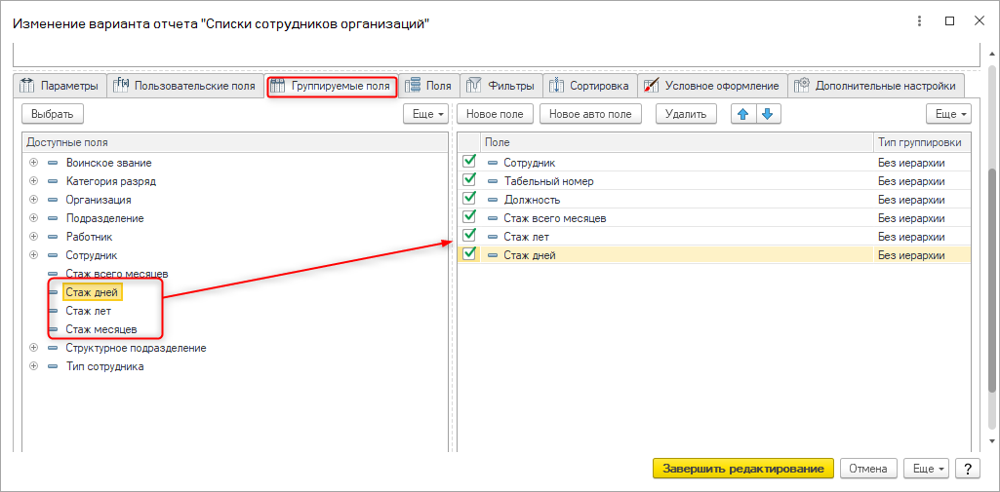 Изменение варианта отчета "Списки сотрудников организаций"
Параметры
Пользовательские поля
Группируемые поля
Поля
Фильтры
Сортировка
Условное оформление
Дополнительные настройки
Выбрать
Еще
Новое поле
Новое авто поле
Удалить
Еще
Доступные поля
Воинское звание
Категория разряд
Организация
Подразделение
Работник
Сотрудник
Стаж всего месяцев
Стаж дней
Стаж лет
Стаж месяцев
Структурное подразделение
Тип сотрудника
Поле Тип группировки
Сотрудник Без иерархии
Табельный номер Без иерархии
Должность Без иерархии
Стаж всего месяцев Без иерархии
Стаж лет Без иерархии
Стаж дней Без иерархии
Завершить редактирование
Отмена
Еще
?